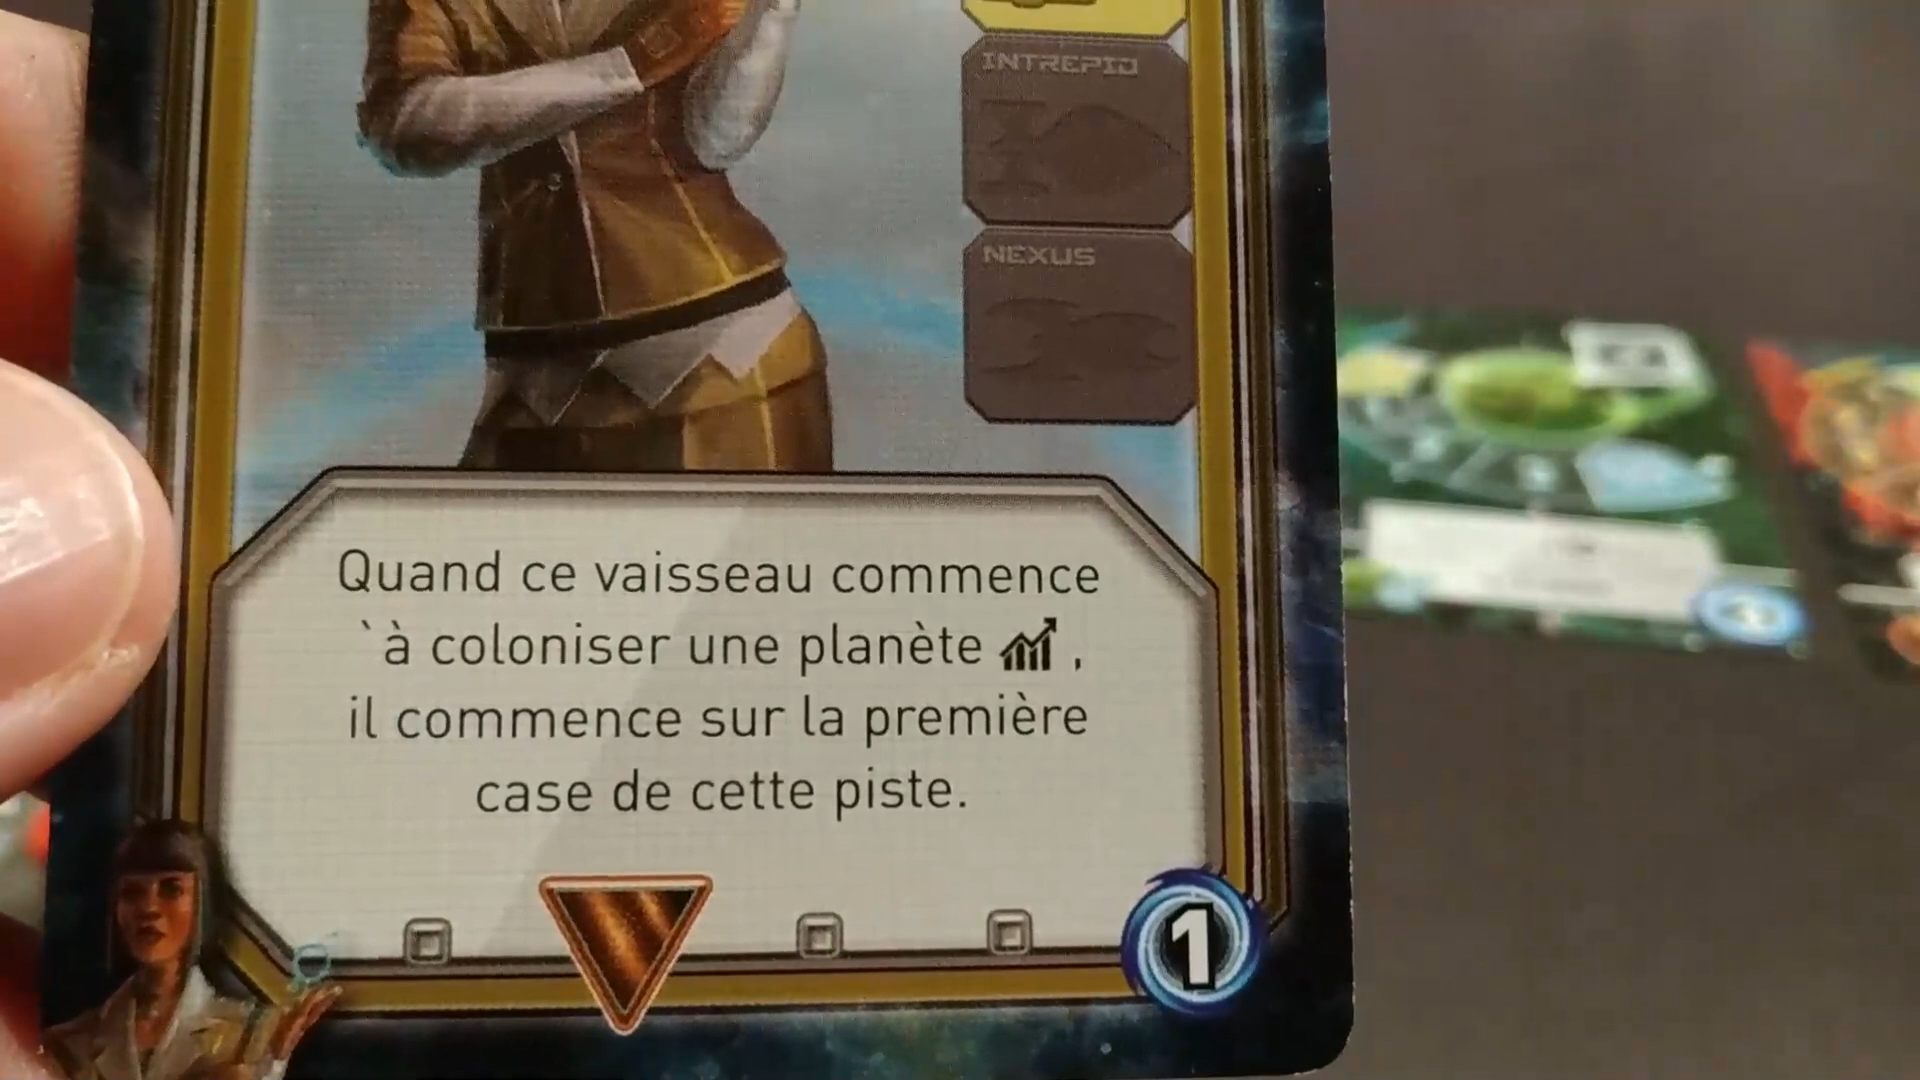 INTREPID
NEXUS
Quand ce vaisseau commence
`à coloniser une planète ,
il commence sur la première
case de cette piste.
1